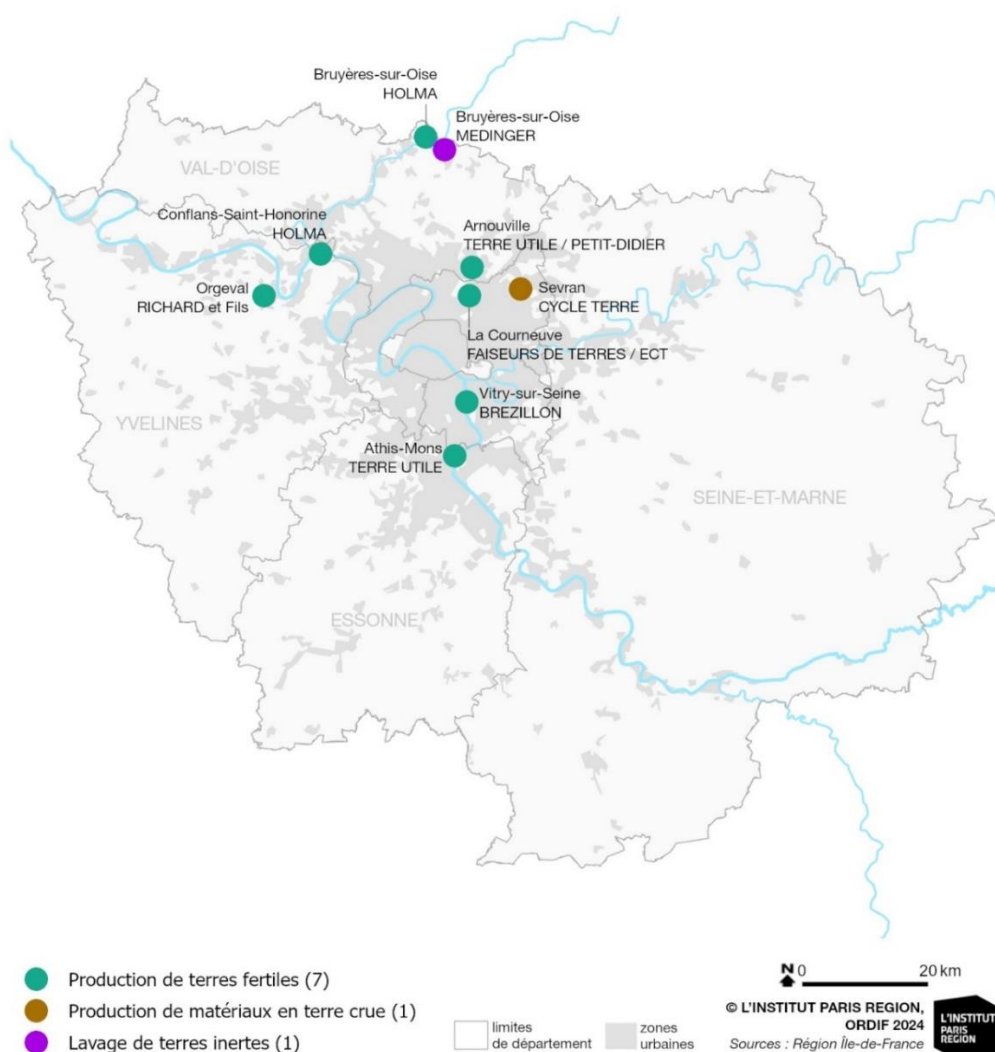 Bruyères-sur-Oise
HOLMA
Bruyères-sur-Oise
MEDINGER
VAL-D'OISE
Conflans-Saint-Honorine
HOLMA
Arnouville
TERRE UTILE / PETIT-DIDIER
Orgeval
RICHARD et Fils
Sevran
CYCLE TERRE
La Courneuve
FAISEURS DE TERRES / ECT
Vitry-sur-Seine
BREZILLON
YVELINES
Athis-Mons
TERRE UTILE
SEINE-ET-MARNE
ESSONNE
Production de terres fertiles (7)
Production de matériaux en terre crue (1)
Lavage de terres inertes (1)
limites
de département
zones
urbaines
N 0 20 km
© L'INSTITUT PARIS REGION,
ORDIF 2024
Sources : Région Île-de-France
L'INSTITUT
PARIS
REGION